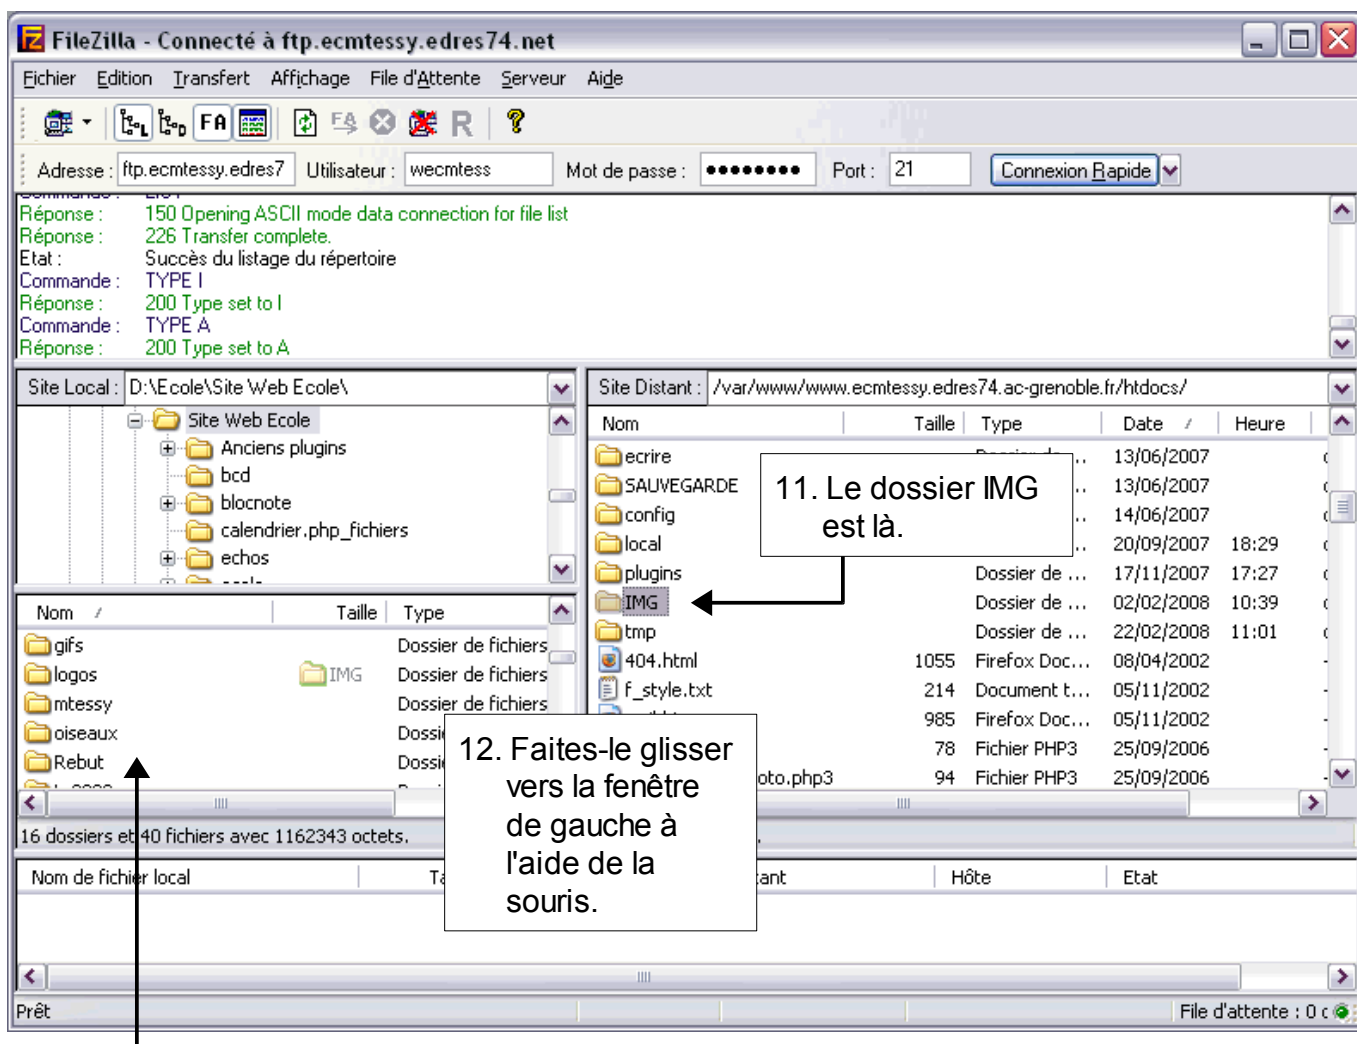 FileZilla - Connecté à ftp.ecmtessy.edres74.net
Fichier Edition Transfert Affichage File d'Attente Serveur Aide
FA FA R ?
Adresse : ftp.ecmtessy.edres7 Utilisateur : wecmtess Mot de passe : ●●●●●●●● Port : 21 Connexion Rapide
Réponse : 150 Opening ASCII mode data connection for file list
Réponse : 226 Transfer complete.
Etat : Succès du listage du répertoire
Commande : TYPE I
Réponse : 200 Type set to I
Commande : TYPE A
Réponse : 200 Type set to A
Site Local : D:\Ecole\Site Web Ecole\
Site Web Ecole
Anciens plugins
bcd
blocnote
calendrier.php_fichiers
echos
Nom Taille Type
gifs Dossier de fichiers
logos IMG Dossier de fichiers
mtessy Dossier de fichiers
oiseaux
Rebut
16 dossiers et 40 fichiers avec 1162343 octets.
Site Distant : /var/www/www.ecmtessy.edres74.ac-grenoble.fr/htdocs/
Nom Taille Type Date Heure
ecrire 13/06/2007
SAUVEGARDE 13/06/2007
config 14/06/2007
local 20/09/2007 18:29
plugins Dossier de ... 17/11/2007 17:27
IMG Dossier de ... 02/02/2008 10:39
tmp Dossier de ... 22/02/2008 11:01
404.html 1055 Firefox Doc... 08/04/2002
f_style.txt 214 Document t... 05/11/2002
985 Firefox Doc... 05/11/2002
78 Fichier PHP3 25/09/2006
oto.php3 94 Fichier PHP3 25/09/2006
11. Le dossier IMG
est là.
12. Faites-le glisser
vers la fenêtre
de gauche à
l'aide de la
souris.
Nom de fichier local Hôte Etat
Prêt File d'attente : 0